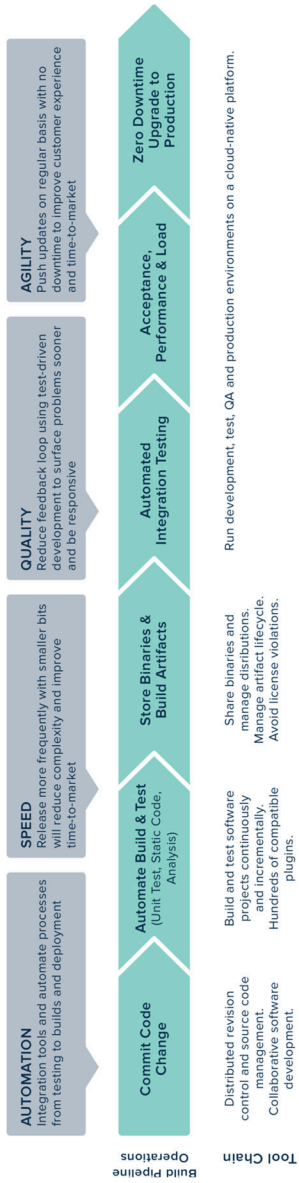 AUTOMATION
Integration tools and automate processes
from testing to builds and deployment
SPEED
Release more frequently with smaller bits
will reduce complexity and improve
time-to-market
QUALITY
Reduce feedback loop using test-driven
development to surface problems sooner
and be responsive
AGILITY
Push updates on regular basis with no
downtime to improve customer experience
and time-to-market
Build Pipeline
Operations
Commit Code
Change
Automate Build & Test
(Unit Test, Static Code,
Analysis)
Store Binaries &
Build Artifacts
Automated
Integration Testing
Acceptance,
Performance & Load
Zero Downtime
Upgrade to
Production
Tool Chain
Distributed revision
control and source code
management.
Collaborative software
development.
Build and test software
projects continuously
and incrementally.
Hundreds of compatible
plugins.
Share binaries and
manage disributions.
Manage artifact lifecycle.
Avoid license violations.
Run development, test, QA and production environments on a cloud-native platform.